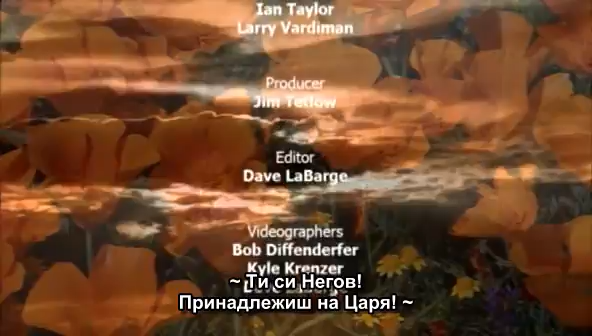 Ian Taylor
Larry Vardiman
Producer
Jim Tetlow
Editor
Dave LaBarge
Videographers
Bob Diffenderfer
Kyle Krenzer
~ Ти си Негов!
Принадлежиш на Царя! ~